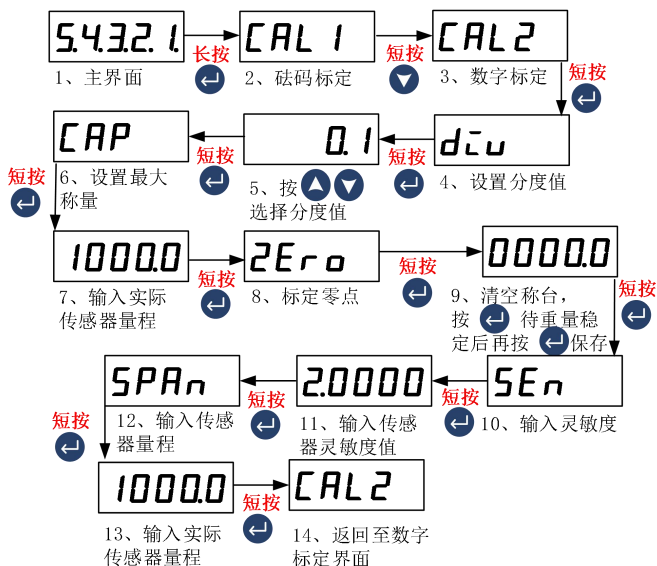 5.4.3.2.1.
长按
CAL 1
短按
CAL2
1、主界面
2、砝码标定
3、数字标定
短按
CAP
短按
0.1
短按
div
短按
6、设置最大
称量
5、按
选择分度值
4、设置分度值
1000.0
短按
2Ero
短按
0000.0
短按
7、输入实际
传感器量程
8、标定零点
9、清空称台，
按 待重量稳
定后再按 保存
SPAn
短按
2.0000
短按
SEn
短按
12、输入传感
器量程
11、输入传感
器灵敏度值
10、输入灵敏度
1000.0
短按
CAL2
13、输入实际
传感器量程
14、返回至数字
标定界面